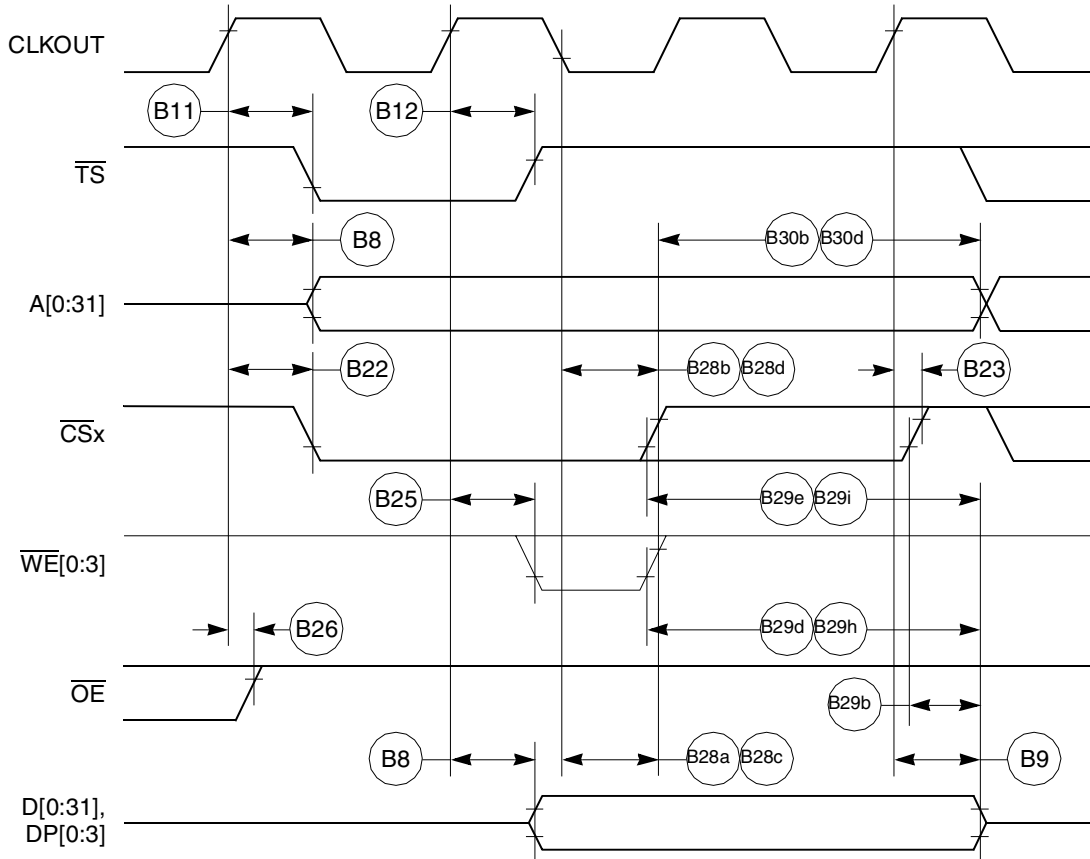 CLKOUT
B11
B12
TS
B8
B30b B30d
A[0:31]
B22
B28b B28d
B23
CSx
B25
B29e B29i
WE[0:3]
B26
B29d B29h
OE
B29b
B8
B28a B28c
B9
D[0:31],
DP[0:3]